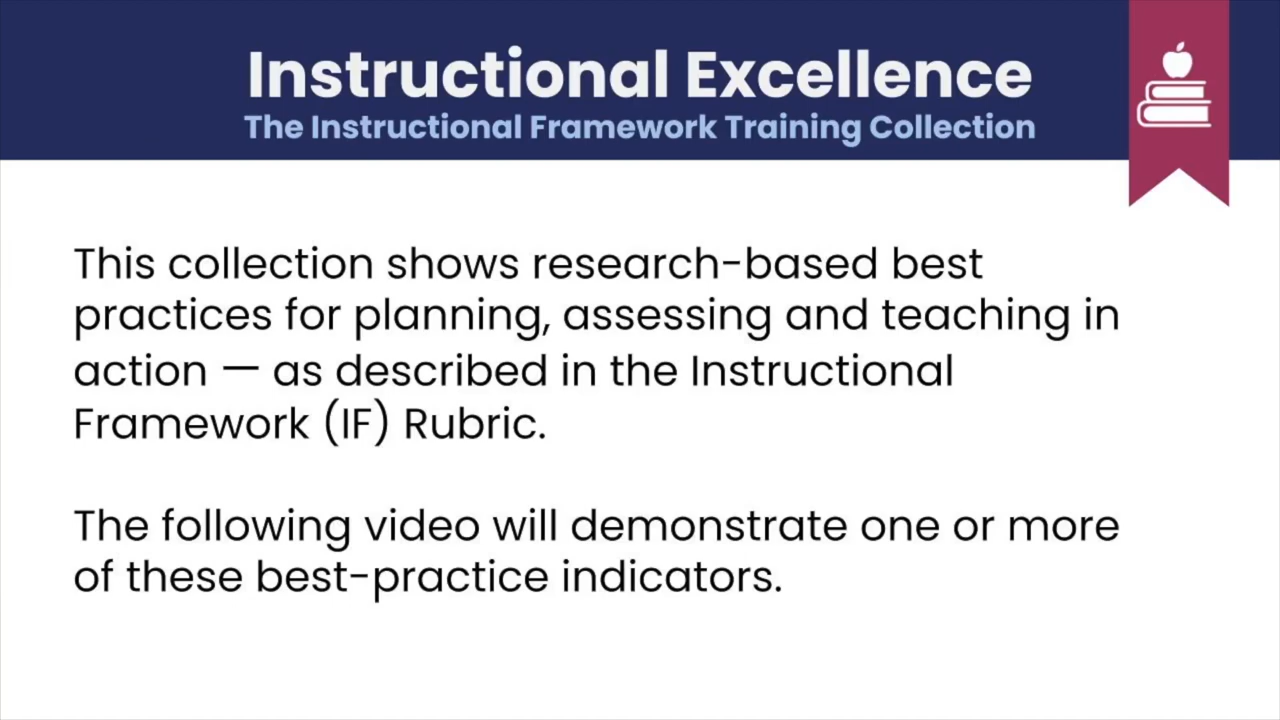 Instructional Excellence
The Instructional Framework Training Collection
This collection shows research-based best
practices for planning, assessing and teaching in
action — as described in the Instructional
Framework (IF) Rubric.
The following video will demonstrate one or more
of these best-practice indicators.